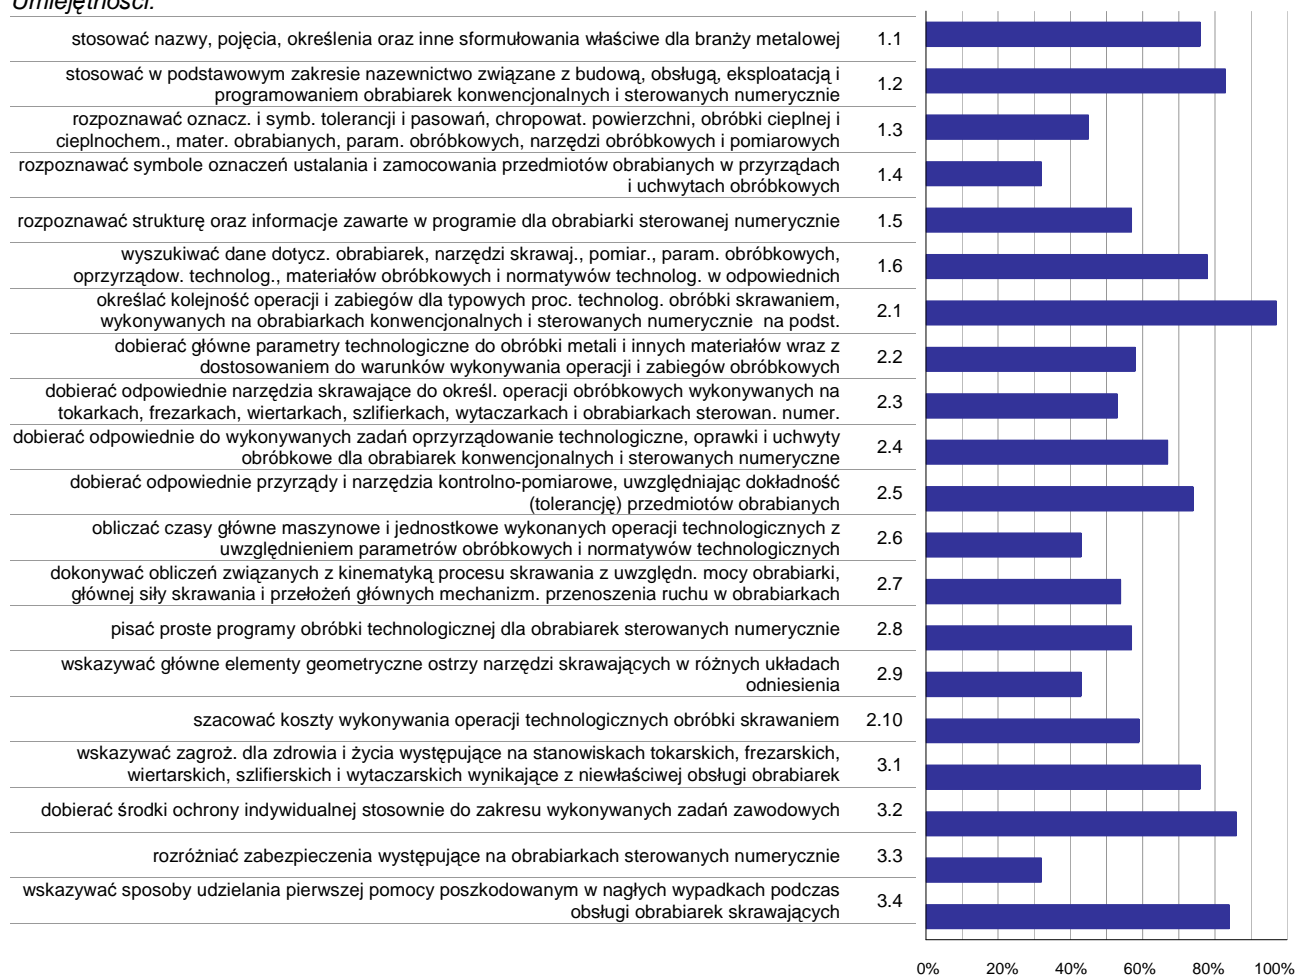 Umiejętności:
stosować nazwy, pojęcia, określenia oraz inne sformułowania właściwe dla branży metalowej 1.1
stosować w podstawowym zakresie nazewnictwo związane z budową, obsługą, eksploatacją i
programowaniem obrabiarek konwencjonalnych i sterowanych numerycznie 1.2
rozpoznawać oznacz. i symb. tolerancji i pasowań, chropowat. powierzchni, obróbki cieplnej i
cieplnochem., mater. obrabianych, param. obróbkowych, narzędzi obróbkowych i pomiarowych 1.3
rozpoznawać symbole oznaczeń ustalania i zamocowania przedmiotów obrabianych w przyrządach
i uchwytach obróbkowych 1.4
rozpoznawać strukturę oraz informacje zawarte w programie dla obrabiarki sterowanej numerycznie 1.5
wyszukiwać dane dotycz. obrabiarek, narzędzi skrawaj., pomiar., param. obróbkowych,
oprzyrządow. technolog., materiałów obróbkowych i normatywów technolog. w odpowiednich 1.6
określać kolejność operacji i zabiegów dla typowych proc. technolog. obróbki skrawaniem,
wykonywanych na obrabiarkach konwencjonalnych i sterowanych numerycznie na podst. 2.1
dobierać główne parametry technologiczne do obróbki metali i innych materiałów wraz z
dostosowaniem do warunków wykonywania operacji i zabiegów obróbkowych 2.2
dobierać odpowiednie narzędzia skrawające do określ. operacji obróbkowych wykonywanych na
tokarkach, frezarkach, wiertarkach, szlifierkach, wytaczarkach i obrabiarkach sterowan. numer. 2.3
dobierać odpowiednie do wykonywanych zadań oprzyrządowanie technologiczne, oprawki i uchwyty
obróbkowe dla obrabiarek konwencjonalnych i sterowanych numeryczne 2.4
dobierać odpowiednie przyrządy i narzędzia kontrolno-pomiarowe, uwzględniając dokładność
(tolerancję) przedmiotów obrabianych 2.5
obliczać czasy główne maszynowe i jednostkowe wykonanych operacji technologicznych z
uwzględnieniem parametrów obróbkowych i normatywów technologicznych 2.6
dokonywać obliczeń związanych z kinematyką procesu skrawania z uwzględn. mocy obrabiarki,
głównej siły skrawania i przełożeń głównych mechanizm. przenoszenia ruchu w obrabiarkach 2.7
pisać proste programy obróbki technologicznej dla obrabiarek sterowanych numerycznie 2.8
wskazywać główne elementy geometryczne ostrzy narzędzi skrawających w różnych układach
odniesienia 2.9
szacować koszty wykonywania operacji technologicznych obróbki skrawaniem 2.10
wskazywać zagroż. dla zdrowia i życia występujące na stanowiskach tokarskich, frezarskich,
wiertarskich, szlifierskich i wytaczarskich wynikające z niewłaściwej obsługi obrabiarek 3.1
dobierać środki ochrony indywidualnej stosownie do zakresu wykonywanych zadań zawodowych 3.2
rozróżniać zabezpieczenia występujące na obrabiarkach sterowanych numerycznie 3.3
wskazywać sposoby udzielania pierwszej pomocy poszkodowanym w nagłych wypadkach podczas
obsługi obrabiarek skrawających 3.4
0% 20% 40% 60% 80% 100%